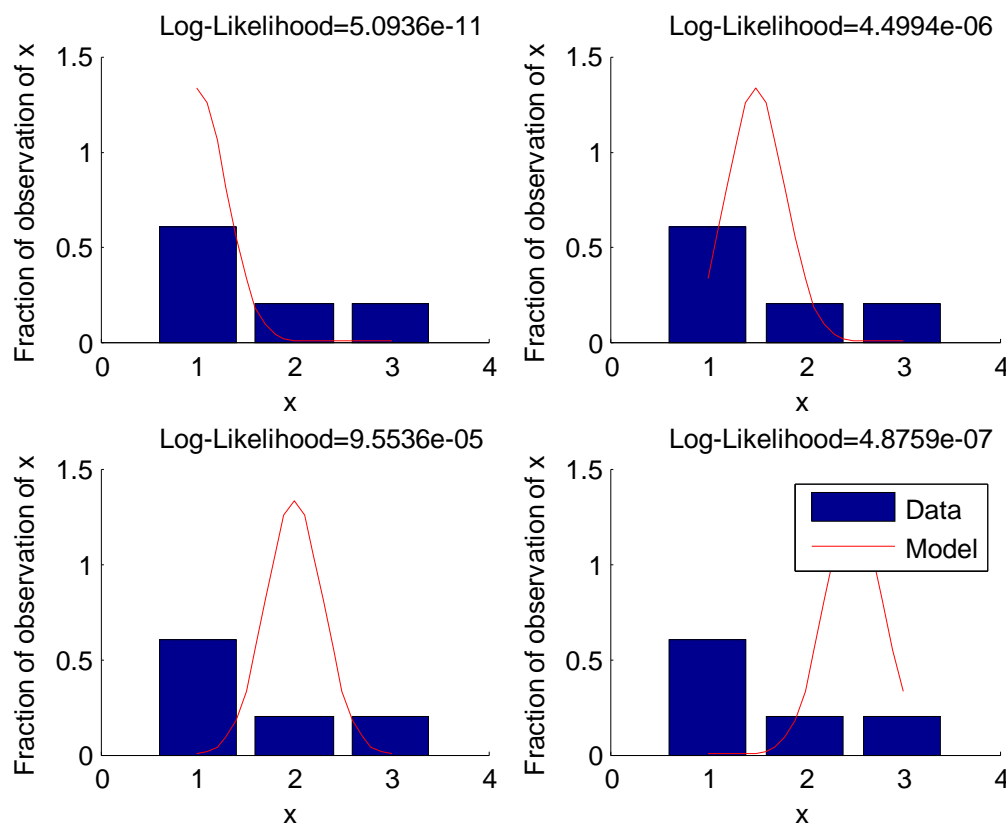 Log-Likelihood=5.0936e-11
Fraction of observation of x
1.5
1
0.5
0
0 1 2 3 4
x
Log-Likelihood=4.4994e-06
Fraction of observation of x
1.5
1
0.5
0
0 1 2 3 4
x
Log-Likelihood=9.5536e-05
Fraction of observation of x
1.5
1
0.5
0
0 1 2 3 4
x
Log-Likelihood=4.8759e-07
Fraction of observation of x
1.5
1
0.5
0
0 1 2 3 4
x
Data
Model